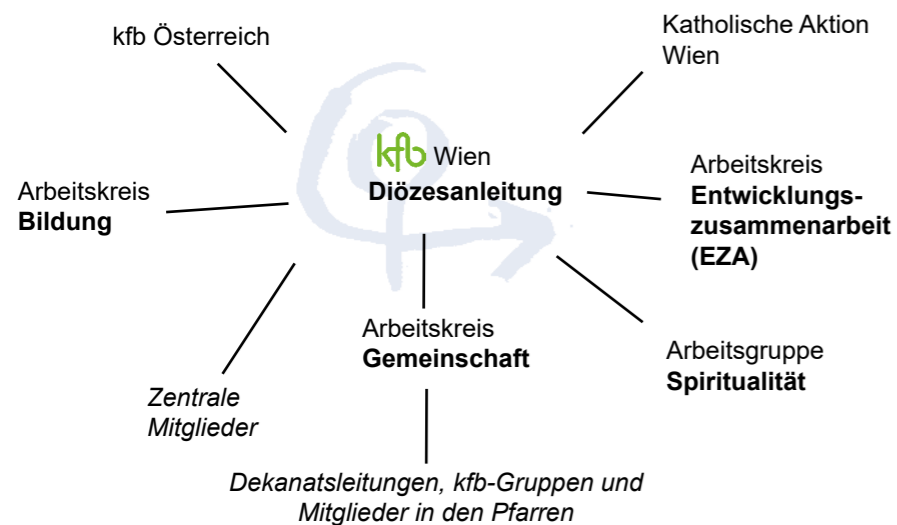 kfb Österreich
Katholische Aktion
Wien
kfb Wien
Diözesanleitung
Arbeitskreis
Bildung
Arbeitskreis
Entwicklungs-
zusammenarbeit
(EZA)
Arbeitskreis
Gemeinschaft
Arbeitsgruppe
Spiritualität
Zentrale
Mitglieder
Dekanatsleitungen, kfb-Gruppen und
Mitglieder in den Pfarren